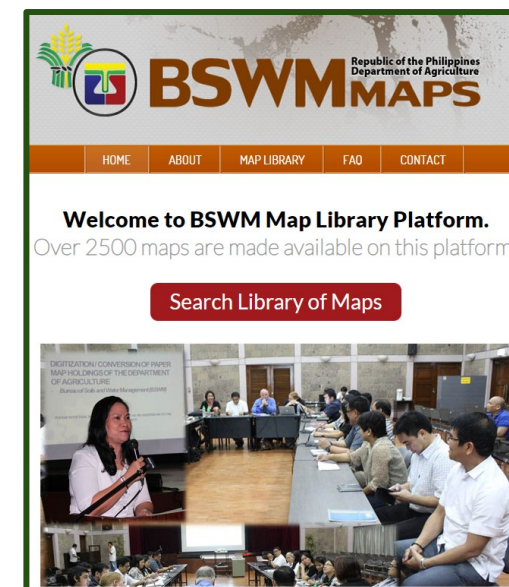 BSWM MAPS
Republic of the Philippines
Department of Agriculture
HOME ABOUT MAP LIBRARY FAQ CONTACT
Welcome to BSWM Map Library Platform.
Over 2500 maps are made available on this platform
Search Library of Maps
DIGITIZATION / CONVERSION OF PAPER
MAP HOLDINGS OF THE DEPARTMENT
OF AGRICULTURE
- Bureau of Soils and Water Management (BSWM)